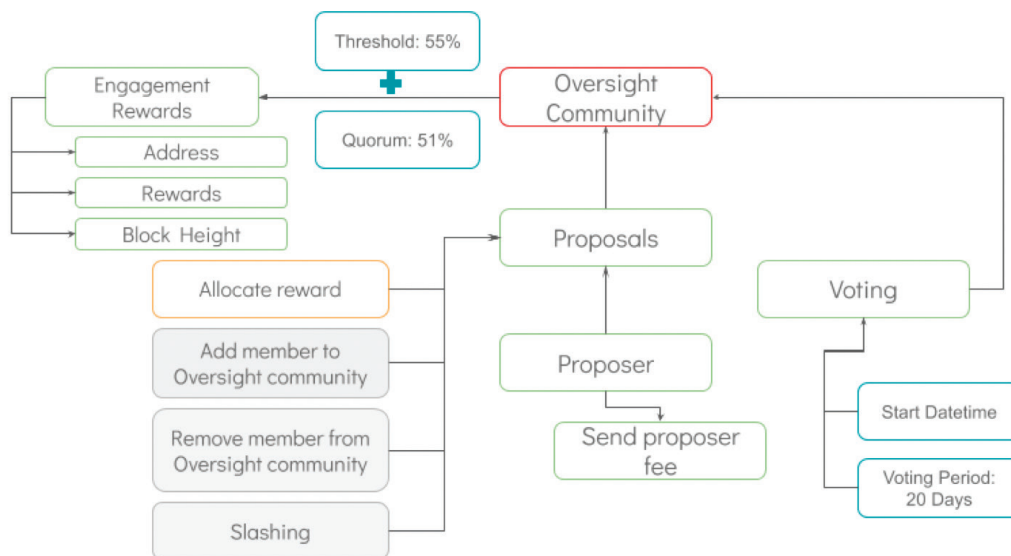 Threshold: 55%
Engagement
Rewards
Oversight
Community
Quorum: 51%
Address
Rewards
Block Height
Proposals
Allocate reward
Voting
Add member to
Oversight community
Proposer
Start Datetime
Remove member from
Oversight community
Send proposer
fee
Voting Period:
20 Days
Slashing